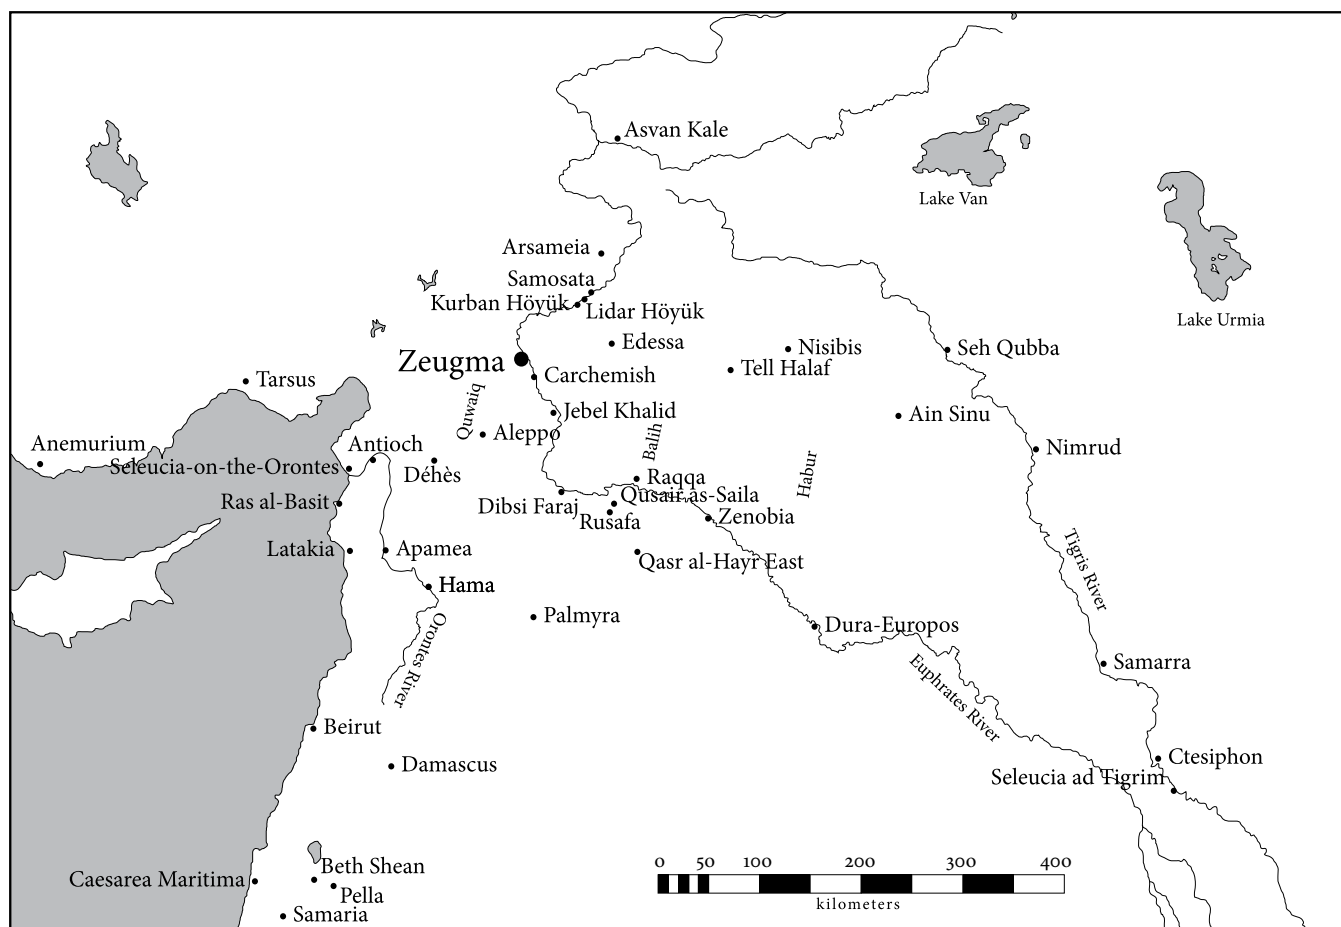 Asvan Kale
Lake Van
Arsameia
Samosata
Kurban Höyük
Lidar Höyük
Lake Urmia
Edessa
Nisibis
Seh Qubba
Zeugma
Tell Halaf
Tarsus
Carchemish
Quwaiq
Jebel Khalid
Ain Sinu
Anemurium
Antioch
Aleppo
Balih
Nimrud
Seleucia-on-the-Orontes
Déhès
Habur
Raqqa
Ras al-Basit
Dibsi Faraj
Qusair as-Saila
Rusafa
Zenobia
Latakia
Apamea
Qasr al-Hayr East
Tigris River
Hama
Palmyra
Dura-Europos
Orontes River
Samarra
Euphrates River
Beirut
Damascus
Ctesiphon
Seleucia ad Tigrim
Beth Shean
0 50 100 200 300 400
Caesarea Maritima
Pella
kilometers
Samaria